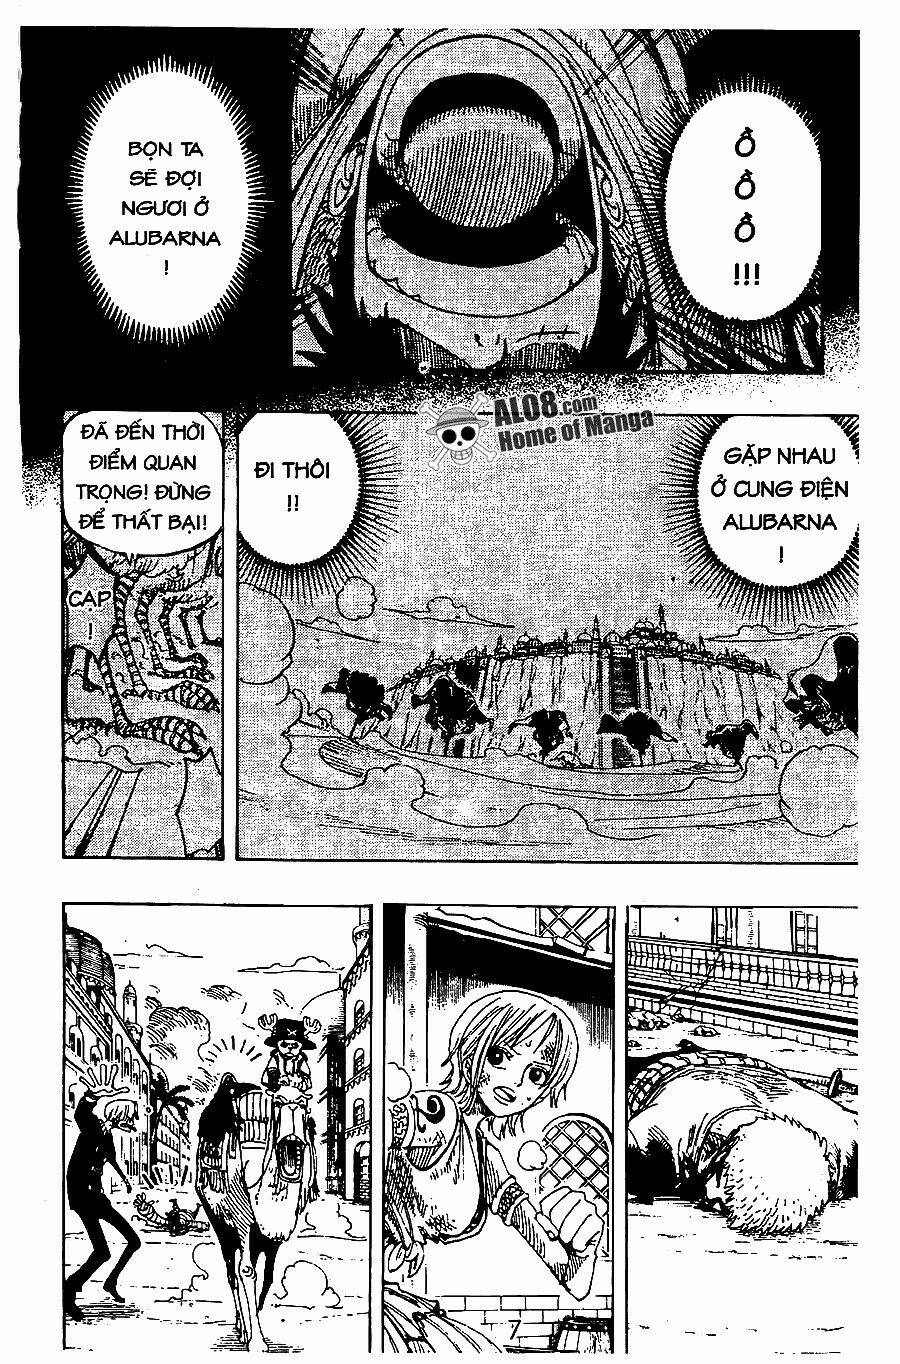 Ồ
Ồ
Ồ
!!!
BỌN TA
SẼ ĐỢI
NGƯƠI Ở
ALUBARNA
!
AL08.com
Home of Manga
GẶP NHAU
Ở CUNG ĐIỆN
ALUBARNA
!
ĐI THÔI
!!
ĐÃ ĐẾN THỜI
ĐIỂM QUAN
TRỌNG! ĐỪNG
ĐỂ THẤT BẠI!
CẠP
!